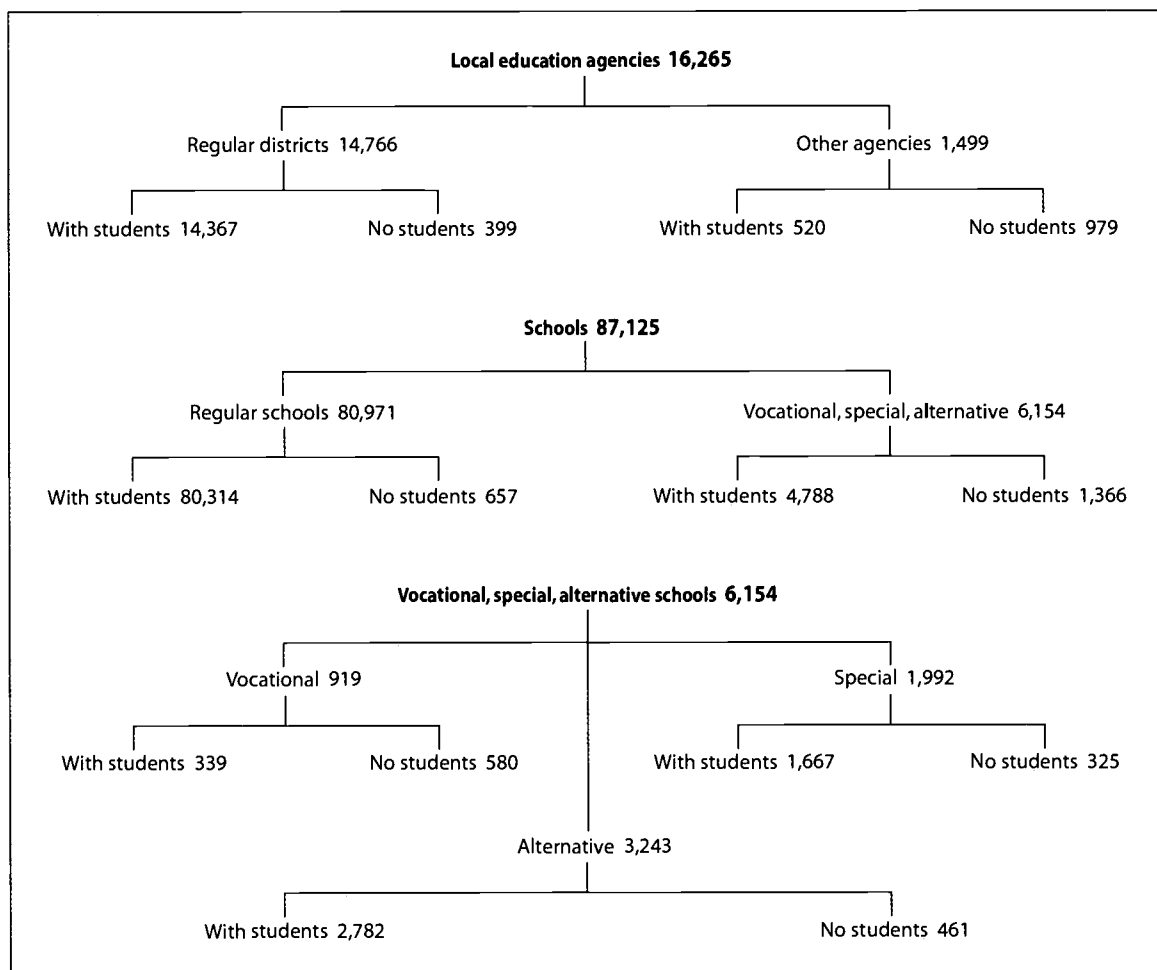 Local education agencies 16,265
Regular districts 14,766
Other agencies 1,499
With students 14,367
No students 399
With students 520
No students 979
Schools 87,125
Regular schools 80,971
Vocational, special, alternative 6,154
With students 80,314
No students 657
With students 4,788
No students 1,366
Vocational, special, alternative schools 6,154
Vocational 919
Special 1,992
With students 339
No students 580
With students 1,667
No students 325
Alternative 3,243
With students 2,782
No students 461